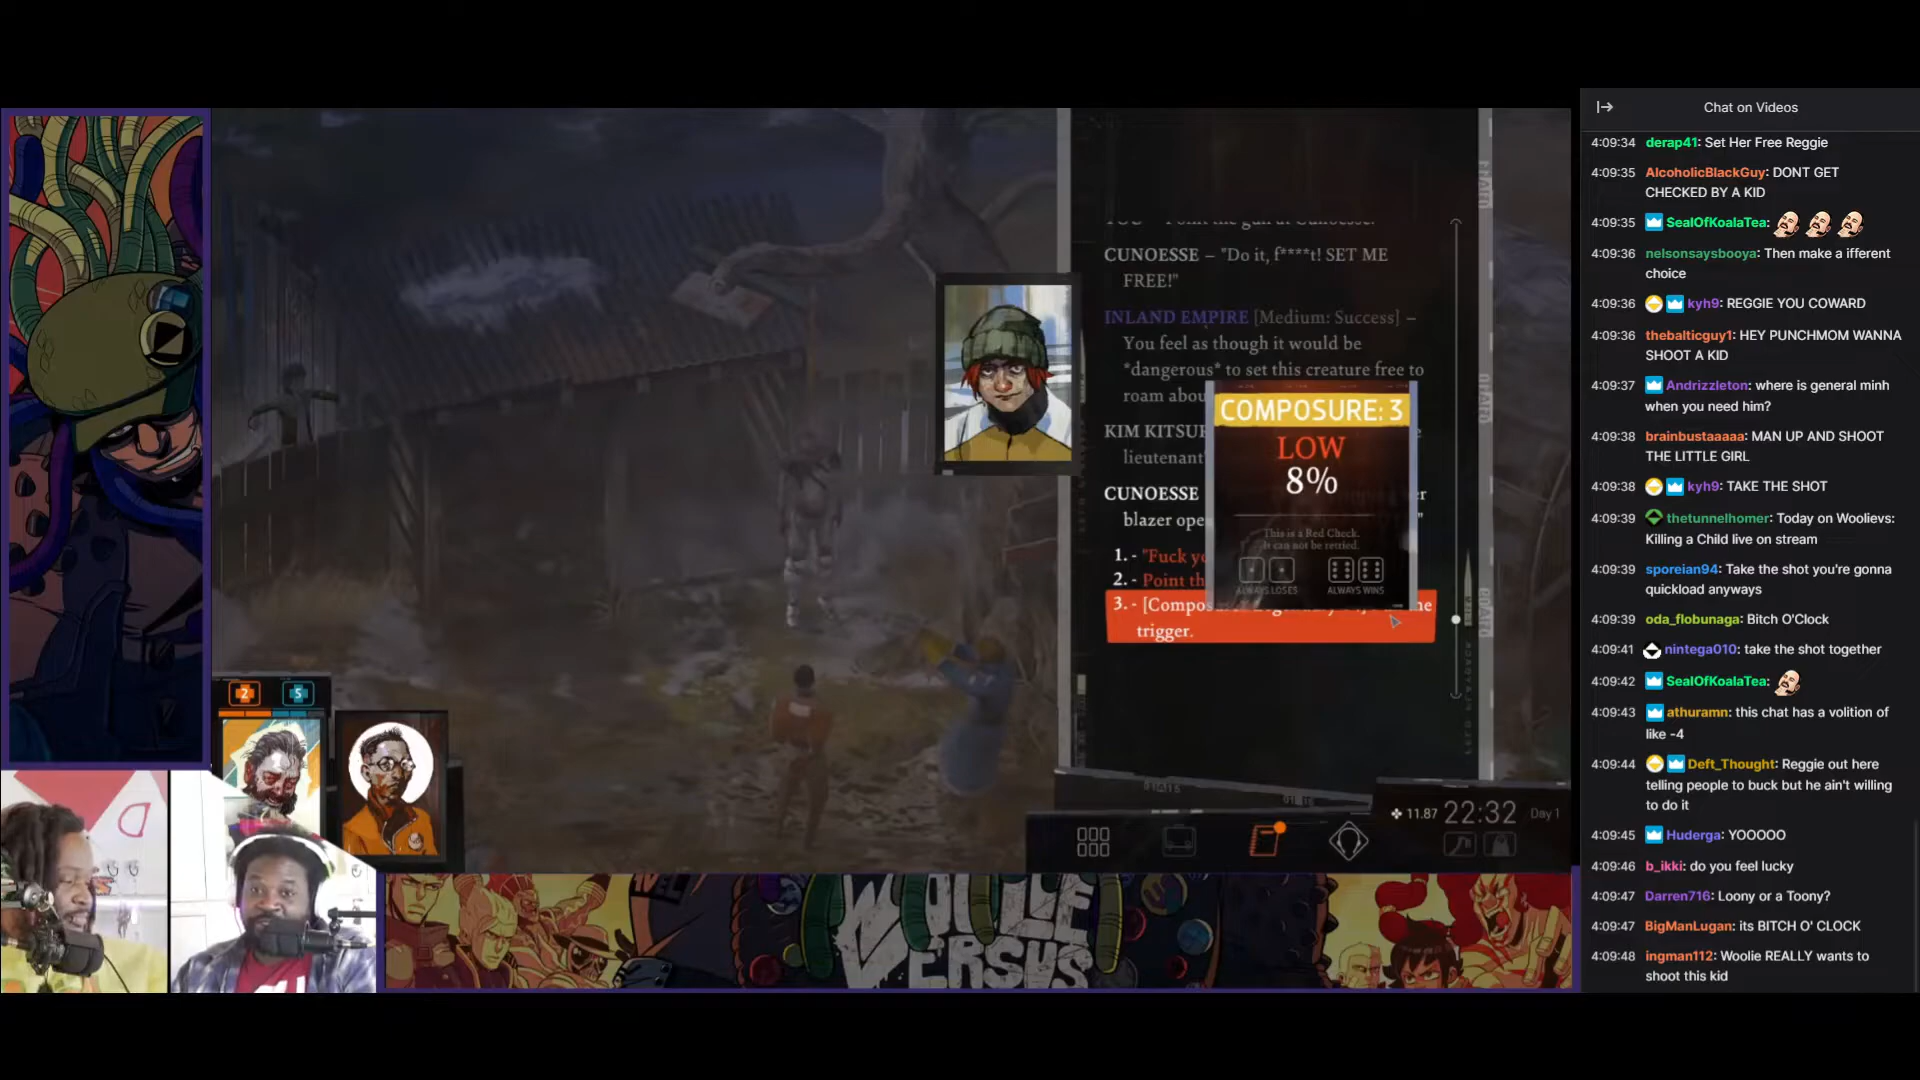 Chat on Videos
4:09:34 derap41: Set Her Free Reggie
4:09:35 AlcoholicBlackGuy: DONT GET
CHECKED BY A KID
4:09:35 SealOfKoalaTea:
4:09:36 nelsonsaysbooya: Then make a ifferent
choice
4:09:36 kyh9: REGGIE YOU COWARD
4:09:36 thebalticguy1: HEY PUNCHMOM WANNA
SHOOT A KID
4:09:37 Andrizzleton: where is general minh
when you need him?
4:09:38 brainbustaaaaa: MAN UP AND SHOOT
THE LITTLE GIRL
4:09:38 kyh9: TAKE THE SHOT
4:09:39 thetunnelhomer: Today on Woolievs:
Killing a Child live on stream
4:09:39 sporeian94: Take the shot you're gonna
quickload anyways
4:09:39 oda_flobunaga: Bitch O'Clock
4:09:41 nintega010: take the shot together
4:09:42 SealOfKoalaTea:
4:09:43 athuramn: this chat has a volition of
like -4
4:09:44 Deft_Thought: Reggie out here
telling people to buck but he ain't willing
to do it
4:09:45 Huderga: YOOOOO
4:09:46 b_ikki: do you feel lucky
4:09:47 Darren716: Loony or a Toony?
4:09:47 BigManLugan: its BITCH O' CLOCK
4:09:48 ingman112: Woolie REALLY wants to
shoot this kid
CUNOESSE – "Do it, f****t! SET ME
FREE!"
INLAND EMPIRE [Medium: Success] –
You feel as though it would be
*dangerous* to set this creature free to
roam abou
KIM KITSUR
lieutenant
CUNOESSE
blazer ope
1. - "Fuck yo
2. - Point th
3. - [Compos
trigger.
COMPOSURE: 3
LOW
8%
This is a Red Check.
It can not be retried.
ALWAYS LOSES
ALWAYS WINS
2
5
11.87 22:32 Day 1
WOOLIE
VERSUS